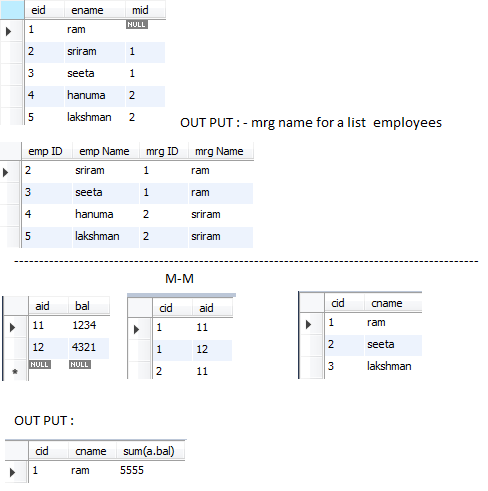 eid ename mid
1 ram NULL
2 sriram 1
3 seeta 1
4 hanuma 2
5 lakshman 2
OUT PUT : - mrg name for a list employees
emp ID emp Name mrg ID mrg Name
2 sriram 1 ram
3 seeta 1 ram
4 hanuma 2 sriram
5 lakshman 2 sriram
M-M
aid bal
11 1234
12 4321
NULL NULL
cid aid
1 11
1 12
2 11
cid cname
1 ram
2 seeta
3 lakshman
OUT PUT :
cid cname sum(a.bal)
1 ram 5555